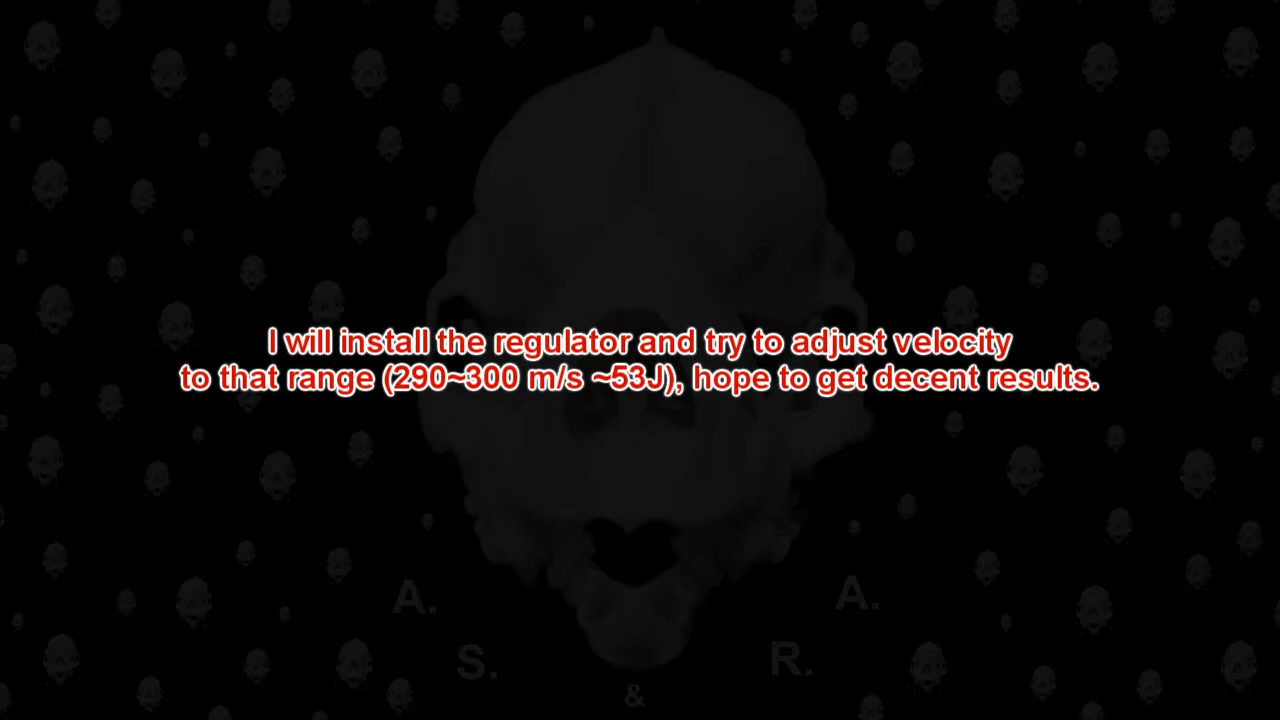 I will install the regulator and try to adjust velocity
to that range (290~300 m/s ~53J), hope to get decent results.
A. A.
S. R.
&